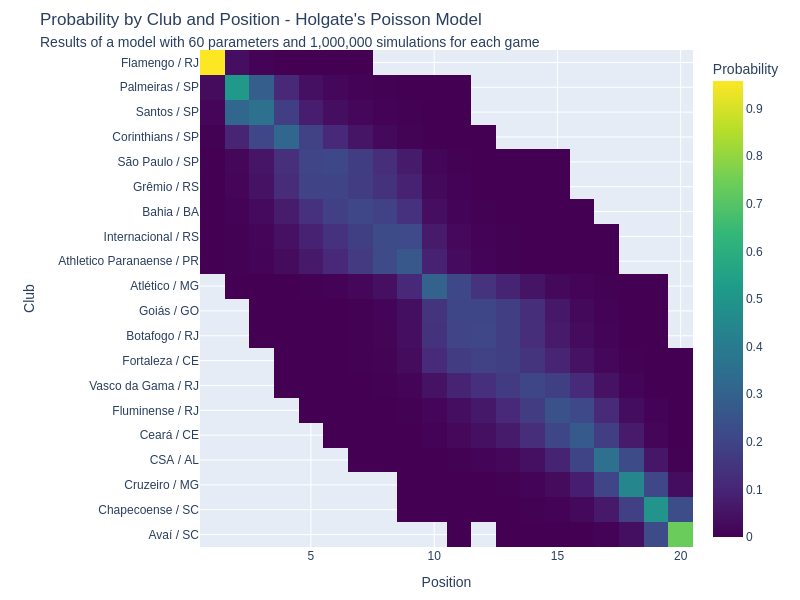 Probability by Club and Position - Holgate's Poisson Model
Results of a model with 60 parameters and 1,000,000 simulations for each game
Probability
Club
Flamengo / RJ
Palmeiras / SP
Santos / SP
Corinthians / SP
São Paulo / SP
Grêmio / RS
Bahia / BA
Internacional / RS
Athletico Paranaense / PR
Atlético / MG
Goiás / GO
Botafogo / RJ
Fortaleza / CE
Vasco da Gama / RJ
Fluminense / RJ
Ceará / CE
CSA / AL
Cruzeiro / MG
Chapecoense / SC
Avaí / SC
5 10 15 20
Position
0.9
0.8
0.7
0.6
0.5
0.4
0.3
0.2
0.1
0